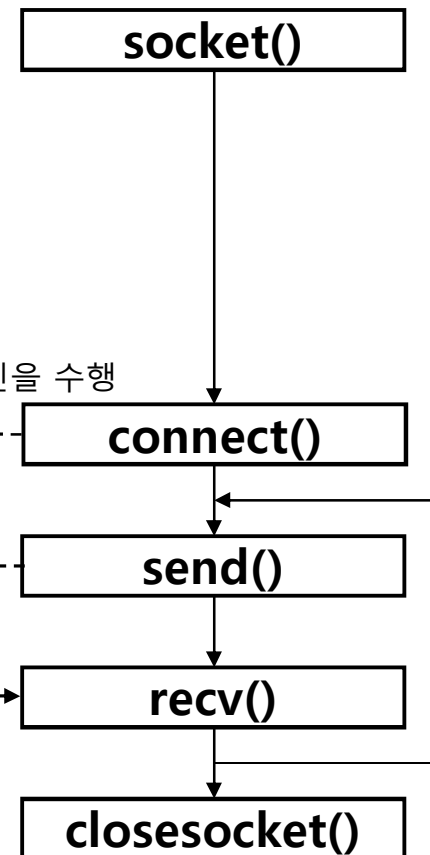 socket()
을 수행
connect()
send()
recv()
closesocket()